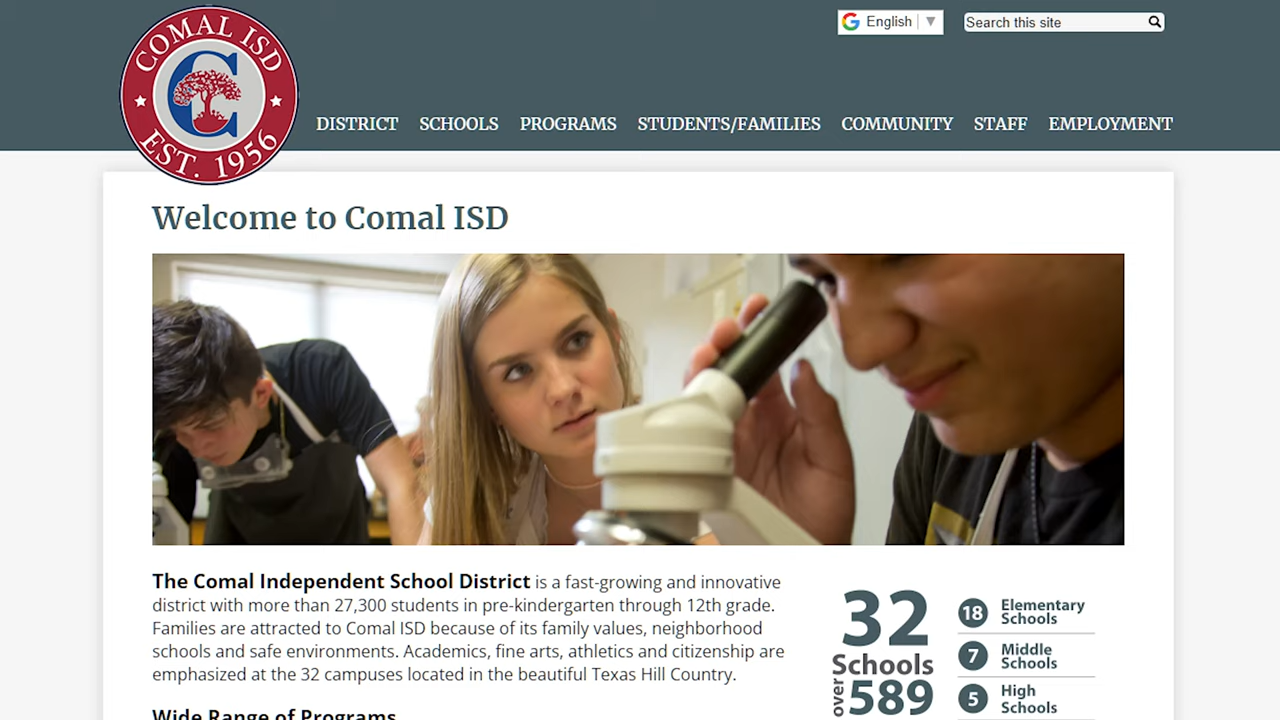 COMAL ISD
EST. 1956
English ▼
Search this site
DISTRICT SCHOOLS PROGRAMS STUDENTS/FAMILIES COMMUNITY STAFF EMPLOYMENT
Welcome to Comal ISD
The Comal Independent School District is a fast-growing and innovative
district with more than 27,300 students in pre-kindergarten through 12th grade.
Families are attracted to Comal ISD because of its family values, neighborhood
schools and safe environments. Academics, fine arts, athletics and citizenship are
emphasized at the 32 campuses located in the beautiful Texas Hill Country.
Wide Range of Programs
32
Schools
over 589
18 Elementary
Schools
7 Middle
Schools
5 High
Schools